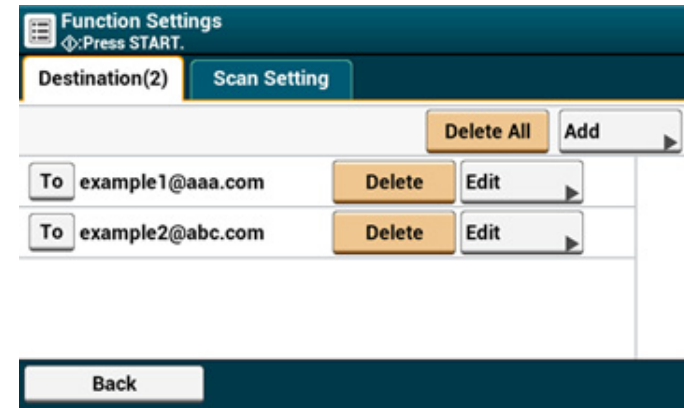 Function Settings
:Press START.
Destination(2) Scan Setting
Delete All Add
To example1@aaa.com Delete Edit
To example2@abc.com Delete Edit
Back